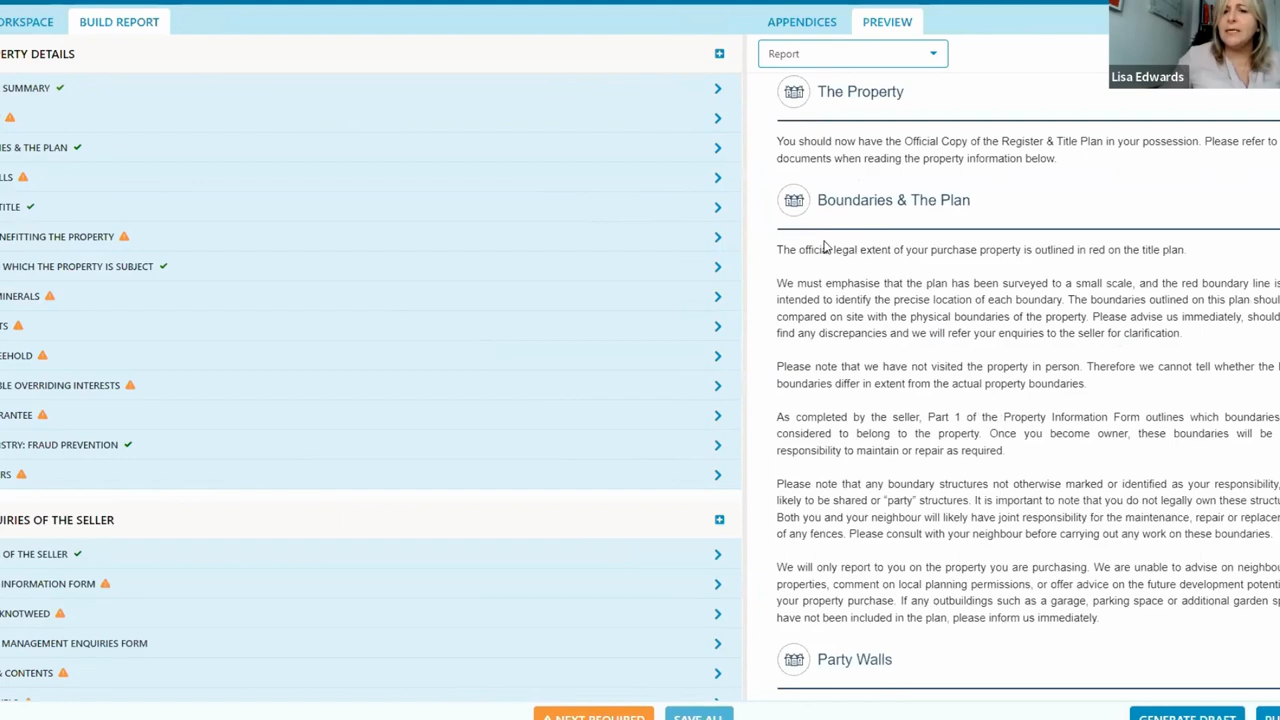 ORKSPACE
BUILD REPORT
APPENDICES
PREVIEW
Report
Lisa Edwards
ERTY DETAILS
SUMMARY
IES & THE PLAN
LLS
TITLE
NEFITTING THE PROPERTY
WHICH THE PROPERTY IS SUBJECT
MINERALS
TS
EEHOLD
BLE OVERRIDING INTERESTS
RANTEE
ISTRY: FRAUD PREVENTION
RS
UIRIES OF THE SELLER
OF THE SELLER
INFORMATION FORM
KNOTWEED
MANAGEMENT ENQUIRIES FORM
& CONTENTS
NEXT REQUIRED
SAVE ALL
The Property
You should now have the Official Copy of the Register & Title Plan in your possession. Please refer to
documents when reading the property information below.
Boundaries & The Plan
The official legal extent of your purchase property is outlined in red on the title plan.
We must emphasise that the plan has been surveyed to a small scale, and the red boundary line is
intended to identify the precise location of each boundary. The boundaries outlined on this plan shou
compared on site with the physical boundaries of the property. Please advise us immediately, should
find any discrepancies and we will refer your enquiries to the seller for clarification.
Please note that we have not visited the property in person. Therefore we cannot tell whether the
boundaries differ in extent from the actual property boundaries.
As completed by the seller, Part 1 of the Property Information Form outlines which boundaries
considered to belong to the property. Once you become owner, these boundaries will be
responsibility to maintain or repair as required.
Please note that any boundary structures not otherwise marked or identified as your responsibility,
likely to be shared or “party” structures. It is important to note that you do not legally own these structu
Both you and your neighbour will likely have joint responsibility for the maintenance, repair or replace
of any fences. Please consult with your neighbour before carrying out any work on these boundaries.
We will only report to you on the property you are purchasing. We are unable to advise on neighbou
properties, comment on local planning permissions, or offer advice on the future development potenti
your property purchase. If any outbuildings such as a garage, parking space or additional garden sp
have not been included in the plan, please inform us immediately.
Party Walls
GENERATE DRAFT